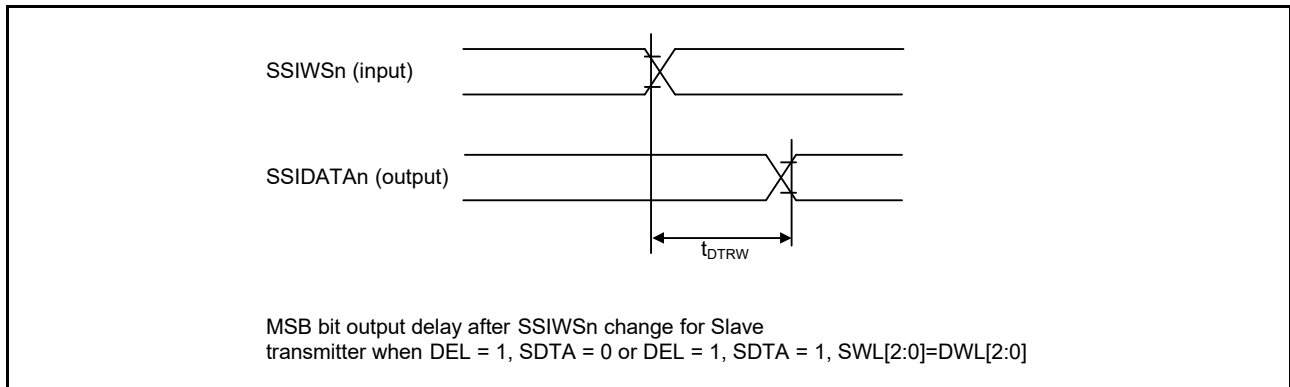 SSIWSn (input)
SSIDATAn (output)
tDTRW
MSB bit output delay after SSIWSn change for Slave
transmitter when DEL = 1, SDTA = 0 or DEL = 1, SDTA = 1, SWL[2:0]=DWL[2:0]